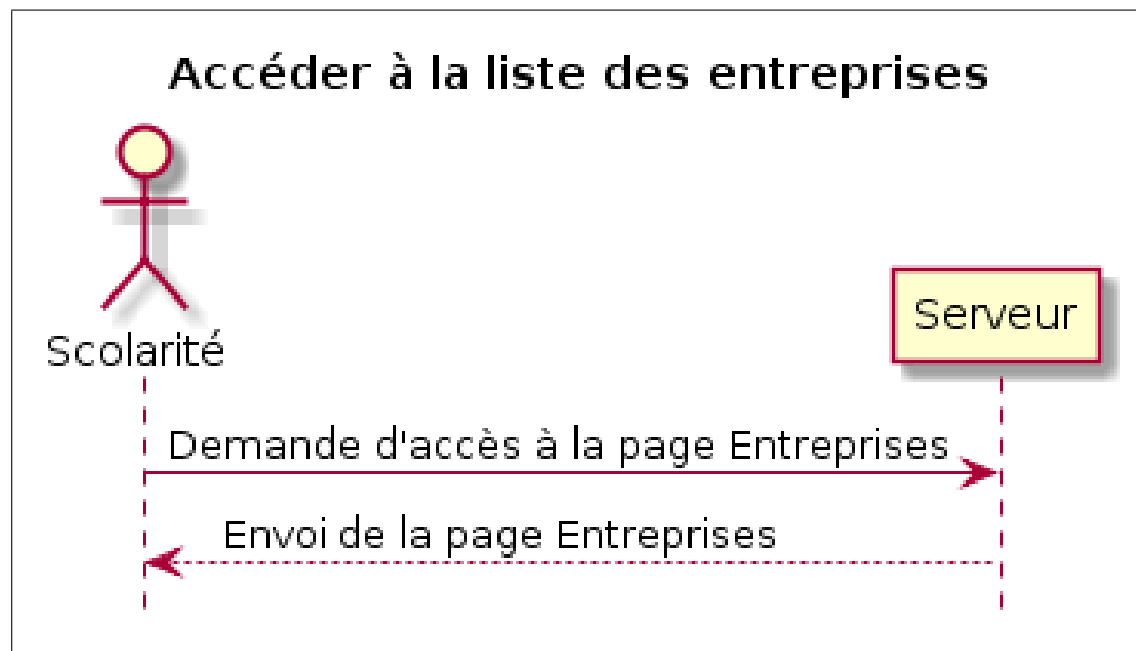 Accéder à la liste des entreprises
Scolarité
Serveur
Demande d'accès à la page Entreprises
Envoi de la page Entreprises